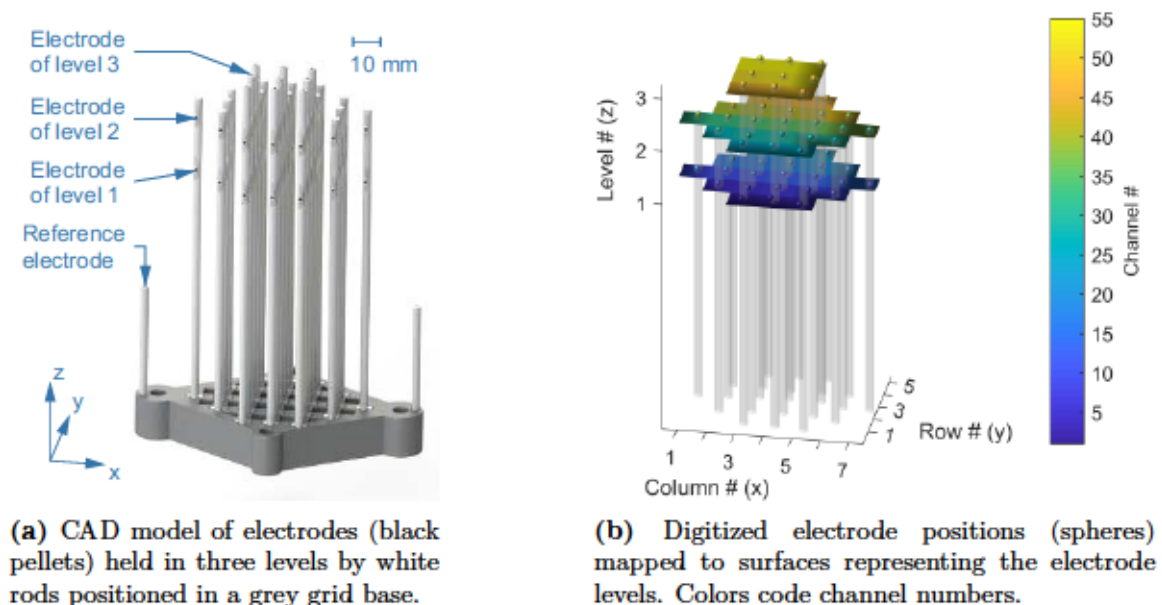 Electrode
of level 3
10 mm
Electrode
of level 2
Electrode
of level 1
Reference
electrode
z
y
x
(a) CAD model of electrodes (black
pellets) held in three levels by white
rods positioned in a grey grid base.
Level # (z)
3
2
1
1
3
5
7
Column # (x)
5
3
1
Row # (y)
55
50
45
40
35
30
25
20
15
10
5
Channel #
(b) Digitized electrode positions (spheres)
mapped to surfaces representing the electrode
levels. Colors code channel numbers.